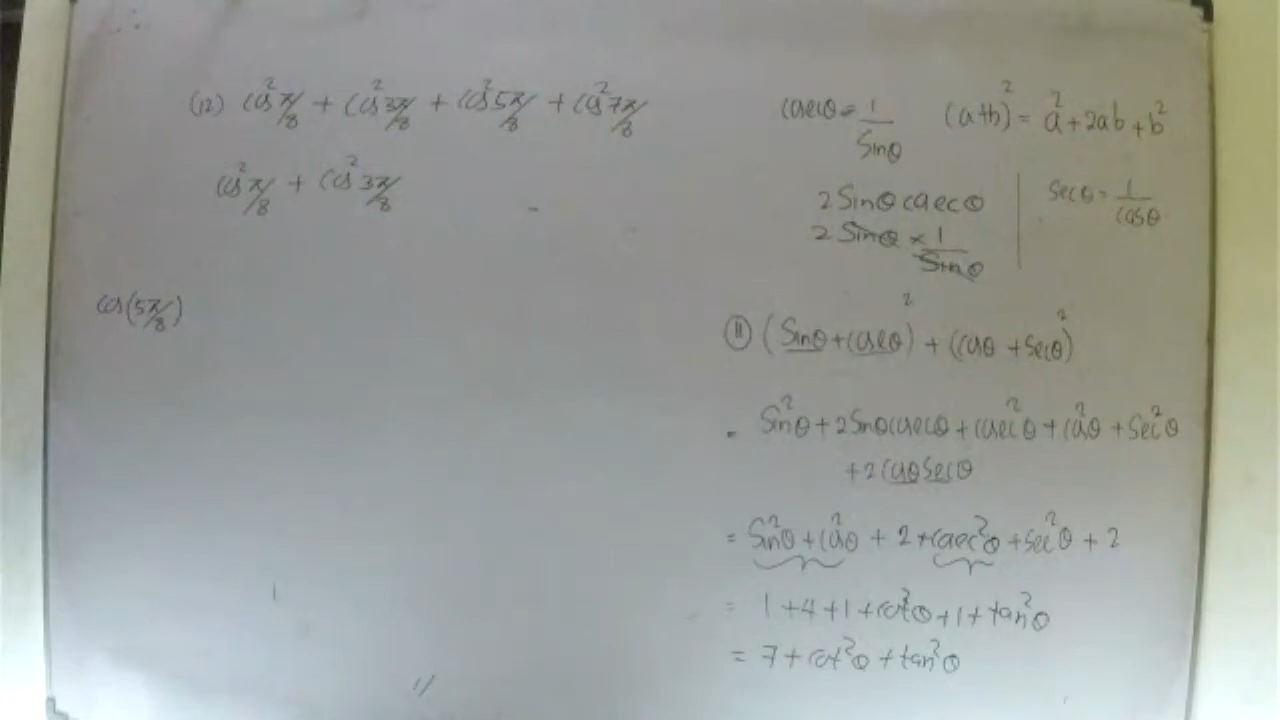 (12) cos²π/8 + cos²3π/8 + cos²5π/8 + cos²7π/8
cos²π/8 + cos²3π/8
cos(5π/8)
cosecθ = 1/Sinθ
(a+b)² = a² + 2ab + b²
2 Sinθ cosecθ
2 Sinθ × 1/Sinθ
Secθ = 1/cosθ
(11) (Sinθ + cosecθ)² + (cosθ + Secθ)²
= Sin²θ + 2Sinθcosecθ + cosec²θ + cos²θ + Sec²θ
+ 2 cosθ Secθ
= Sin²θ + cos²θ + 2 + cosec²θ + sec²θ + 2
= 1 + 4 + 1 + cot²θ + 1 + tan²θ
= 7 + cot²θ + tan²θ